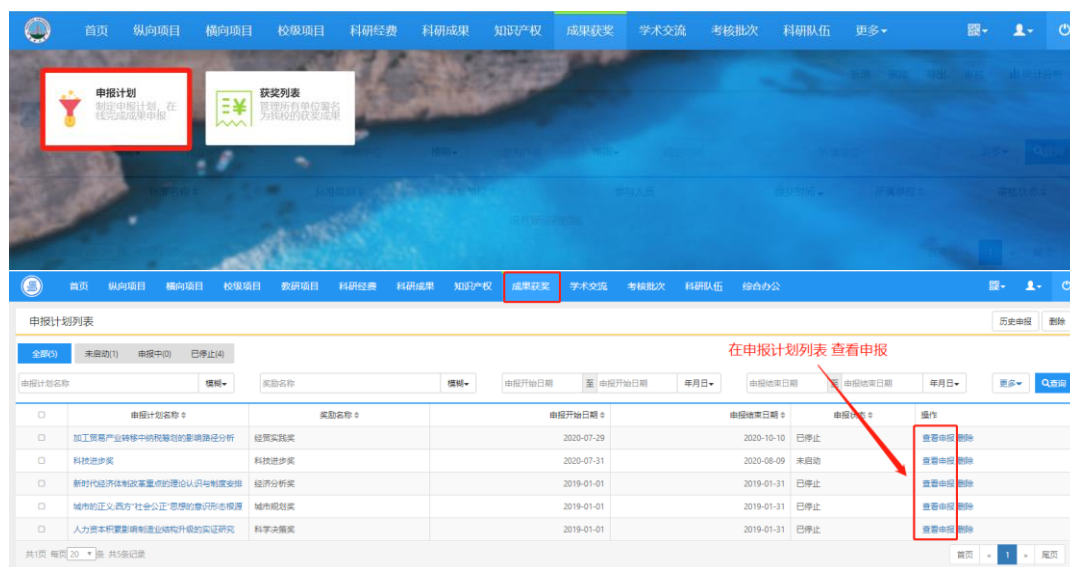 首页 纵向项目 横向项目 校级项目 科研经费 科研成果 知识产权 成果获奖 学术交流 考核批次 科研队伍 更多
申报计划
制定申报计划，在
线完成成果申报
获奖列表
管理所有单位署名
为我校的获奖成果
首页 纵向项目 横向项目 校级项目 教研项目 科研经费 科研成果 知识产权 成果获奖 学术交流 考核批次 科研队伍 综合办公
申报计划列表 历史申报 删除
全部(5) 未启动(1) 申报中(0) 已停止(4)
在申报计划列表 查看申报
申报计划名称 模糊 奖励名称 模糊 申报开始日期 至 申报开始日期 年月日 申报结束日期 至 申报结束日期 年月日 更多 查询
申报计划名称 奖励名称 申报开始日期 申报结束日期 申报状态 操作
加工贸易产业转移中纳税筹划的影响路径分析 经贸实践奖 2020-07-29 2020-10-10 已停止 查看申报 删除
科技进步奖 科技进步奖 2020-07-31 2020-08-09 未启动 查看申报 删除
新时代经济体制改革重点的理论认识与制度安排 经济分析奖 2019-01-01 2019-01-31 已停止 查看申报 删除
城市的正义:西方"社会公正"思想的意识形态根源 城市规划奖 2019-01-01 2019-01-31 已停止 查看申报 删除
人力资本积累影响制造业结构升级的实证研究 科学决策奖 2019-01-01 2019-01-31 已停止 查看申报 删除
共1页 每页 20 条 共5条记录 首页 « 1 » 尾页